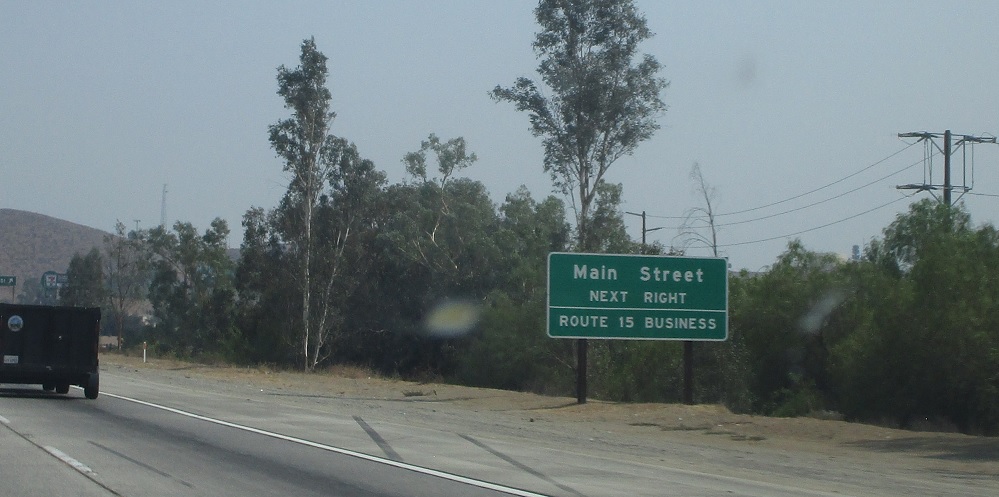 Main Street
NEXT RIGHT
ROUTE 15 BUSINESS